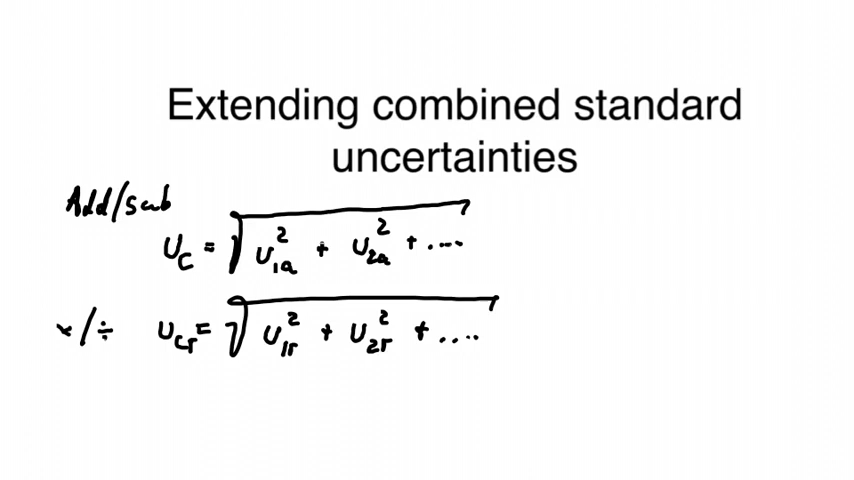 Extending combined standard
uncertainties
Add/sub
U_C = √(U_1a² + U_2a² + ....)
×/÷ U_Cr = √(U_1r² + U_2r² + ....)